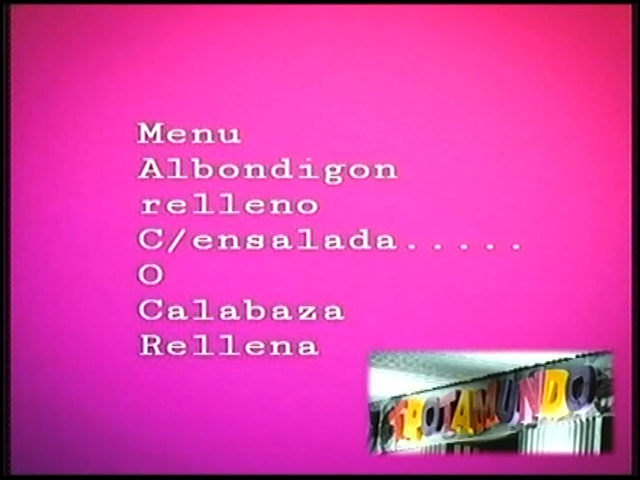 Menu
Albondigon
relleno
C/ensalada.....
O
Calabaza
Rellena
TROTAMUNDO